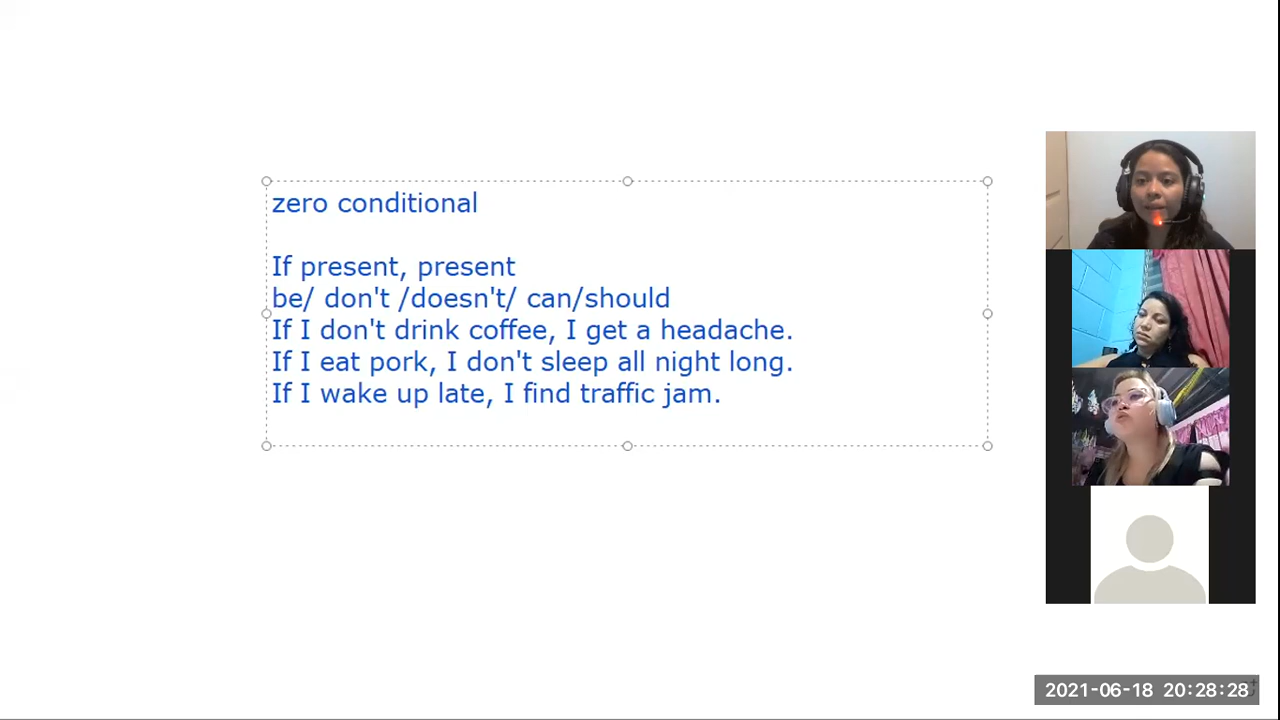 zero conditional
If present, present
be/ don't /doesn't/ can/should
If I don't drink coffee, I get a headache.
If I eat pork, I don't sleep all night long.
If I wake up late, I find traffic jam.
2021-06-18 20:28:28